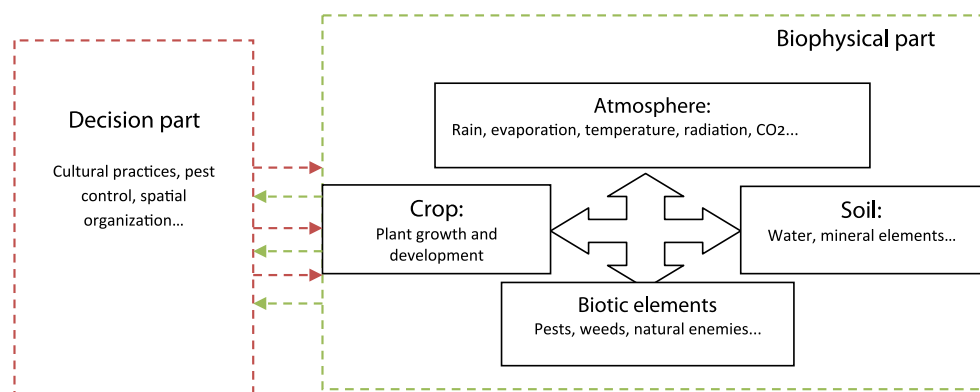 Biophysical part
Decision part
Cultural practices, pest
control, spatial
organization...
Atmosphere:
Rain, evaporation, temperature, radiation, CO2...
Crop:
Plant growth and
development
Soil:
Water, mineral elements...
Biotic elements
Pests, weeds, natural enemies...